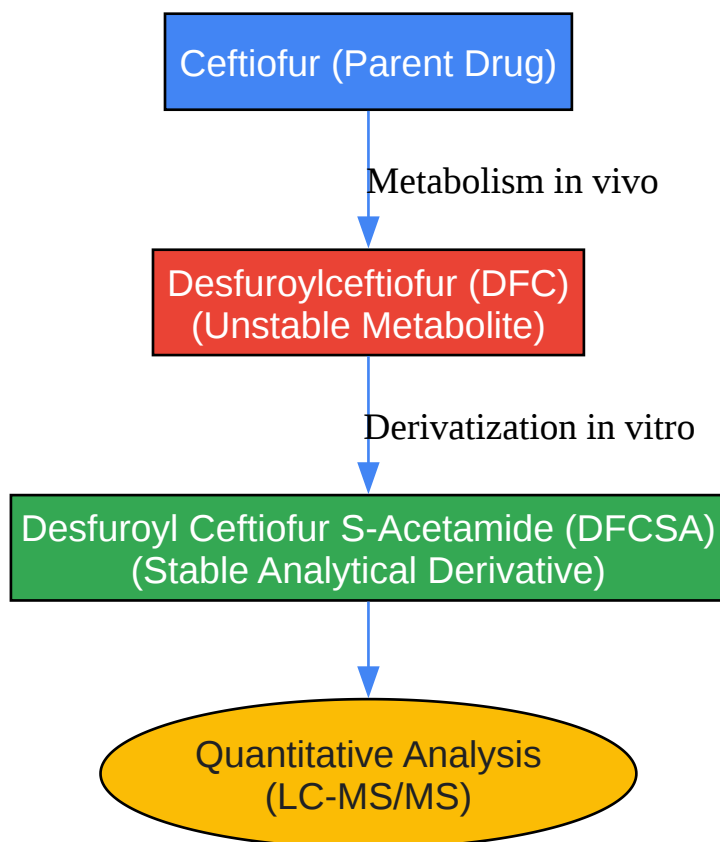 Ceftiofur (Parent Drug)
Metabolism in vivo
Desfuroylceftiofur (DFC)
(Unstable Metabolite)
Derivatization in vitro
Desfuroyl Ceftiofur S-Acetamide (DFCSA)
(Stable Analytical Derivative)
Quantitative Analysis
(LC-MS/MS)